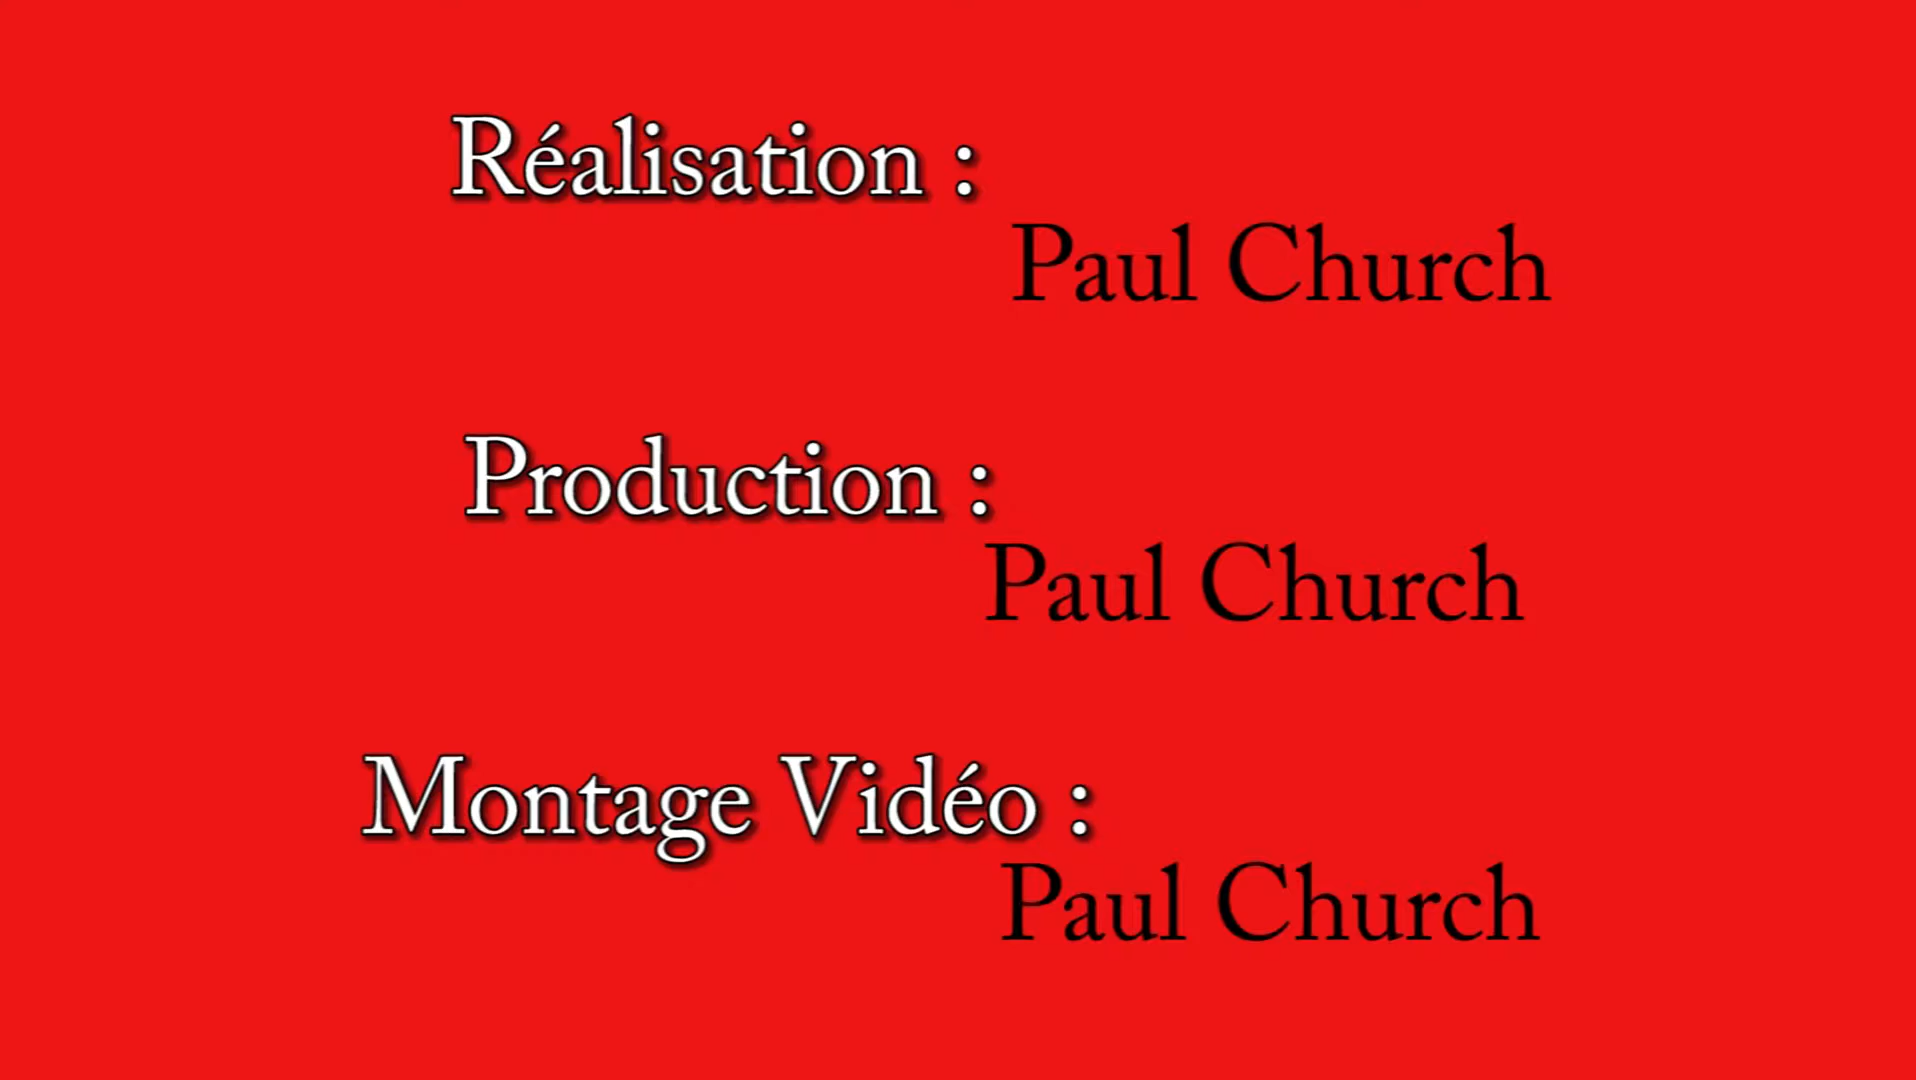 Réalisation :
Paul Church
Production :
Paul Church
Montage Vidéo :
Paul Church